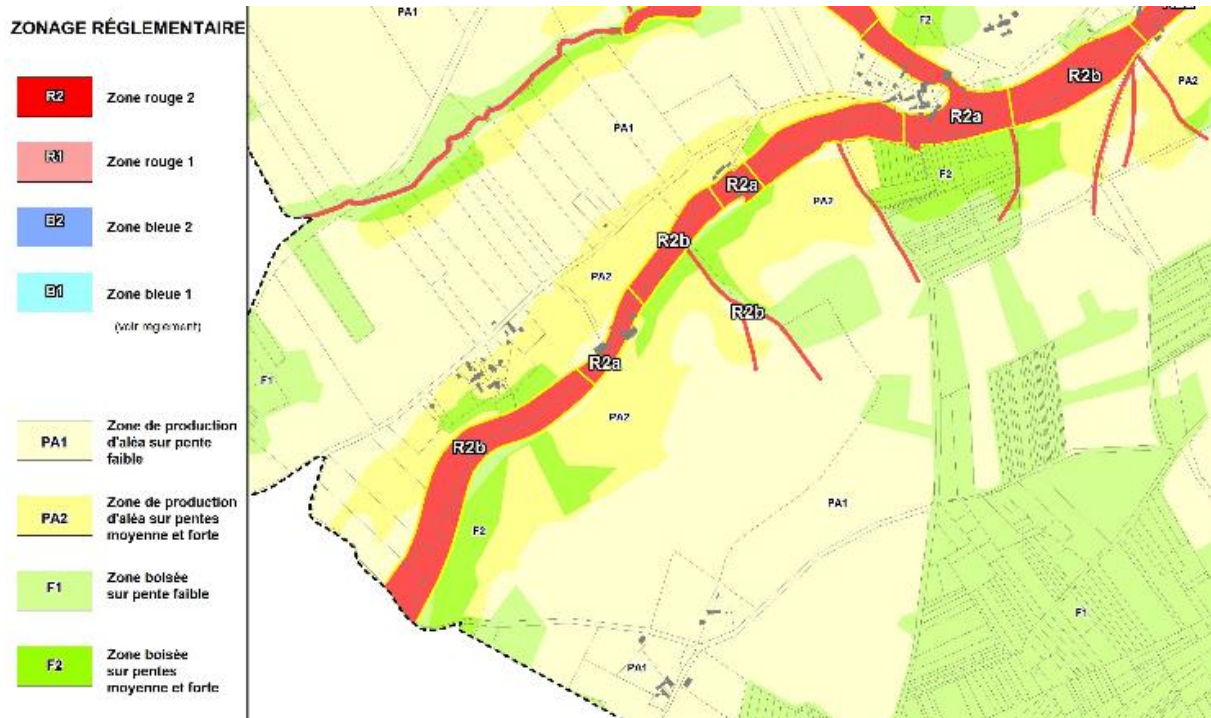 ZONAGE RÉGLEMENTAIRE
R2 Zone rouge 2
R1 Zone rouge 1
B2 Zone bleue 2
B1 Zone bleue 1
(voir règlement)
PA1 Zone de production
d'aléa sur pente
faible
PA2 Zone de production
d'aléa sur pentes
moyenne et forte
F1 Zone boisée
sur pente faible
F2 Zone boisée
sur pentes
moyenne et forte
PA1
F2
R2b
PA2
PA1
R2a
F2
R2a
PA2
R2b
PA2
R2b
R2a
F1
PA2
R2b
PA1
F2
F1
PA1